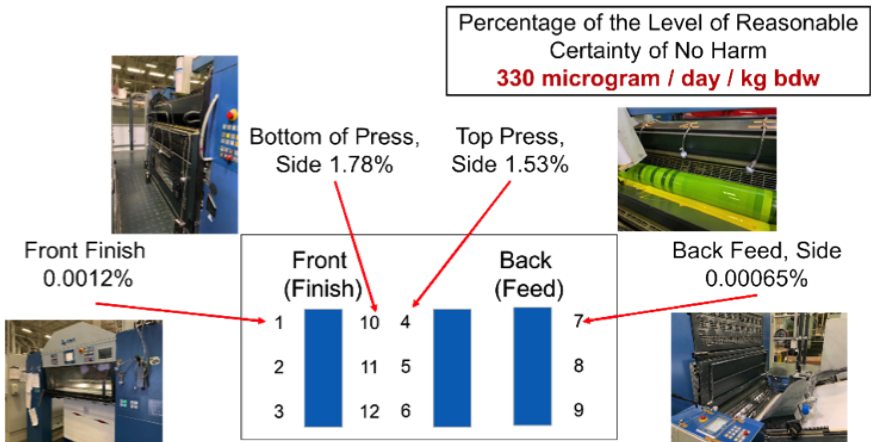 Percentage of the Level of Reasonable
Certainty of No Harm
330 microgram / day / kg bdw
Bottom of Press,
Side 1.78%
Top Press,
Side 1.53%
Front Finish
0.0012%
Back Feed, Side
0.00065%
Front
(Finish)
Back
(Feed)
1 10 4 7
2 11 5 8
3 12 6 9